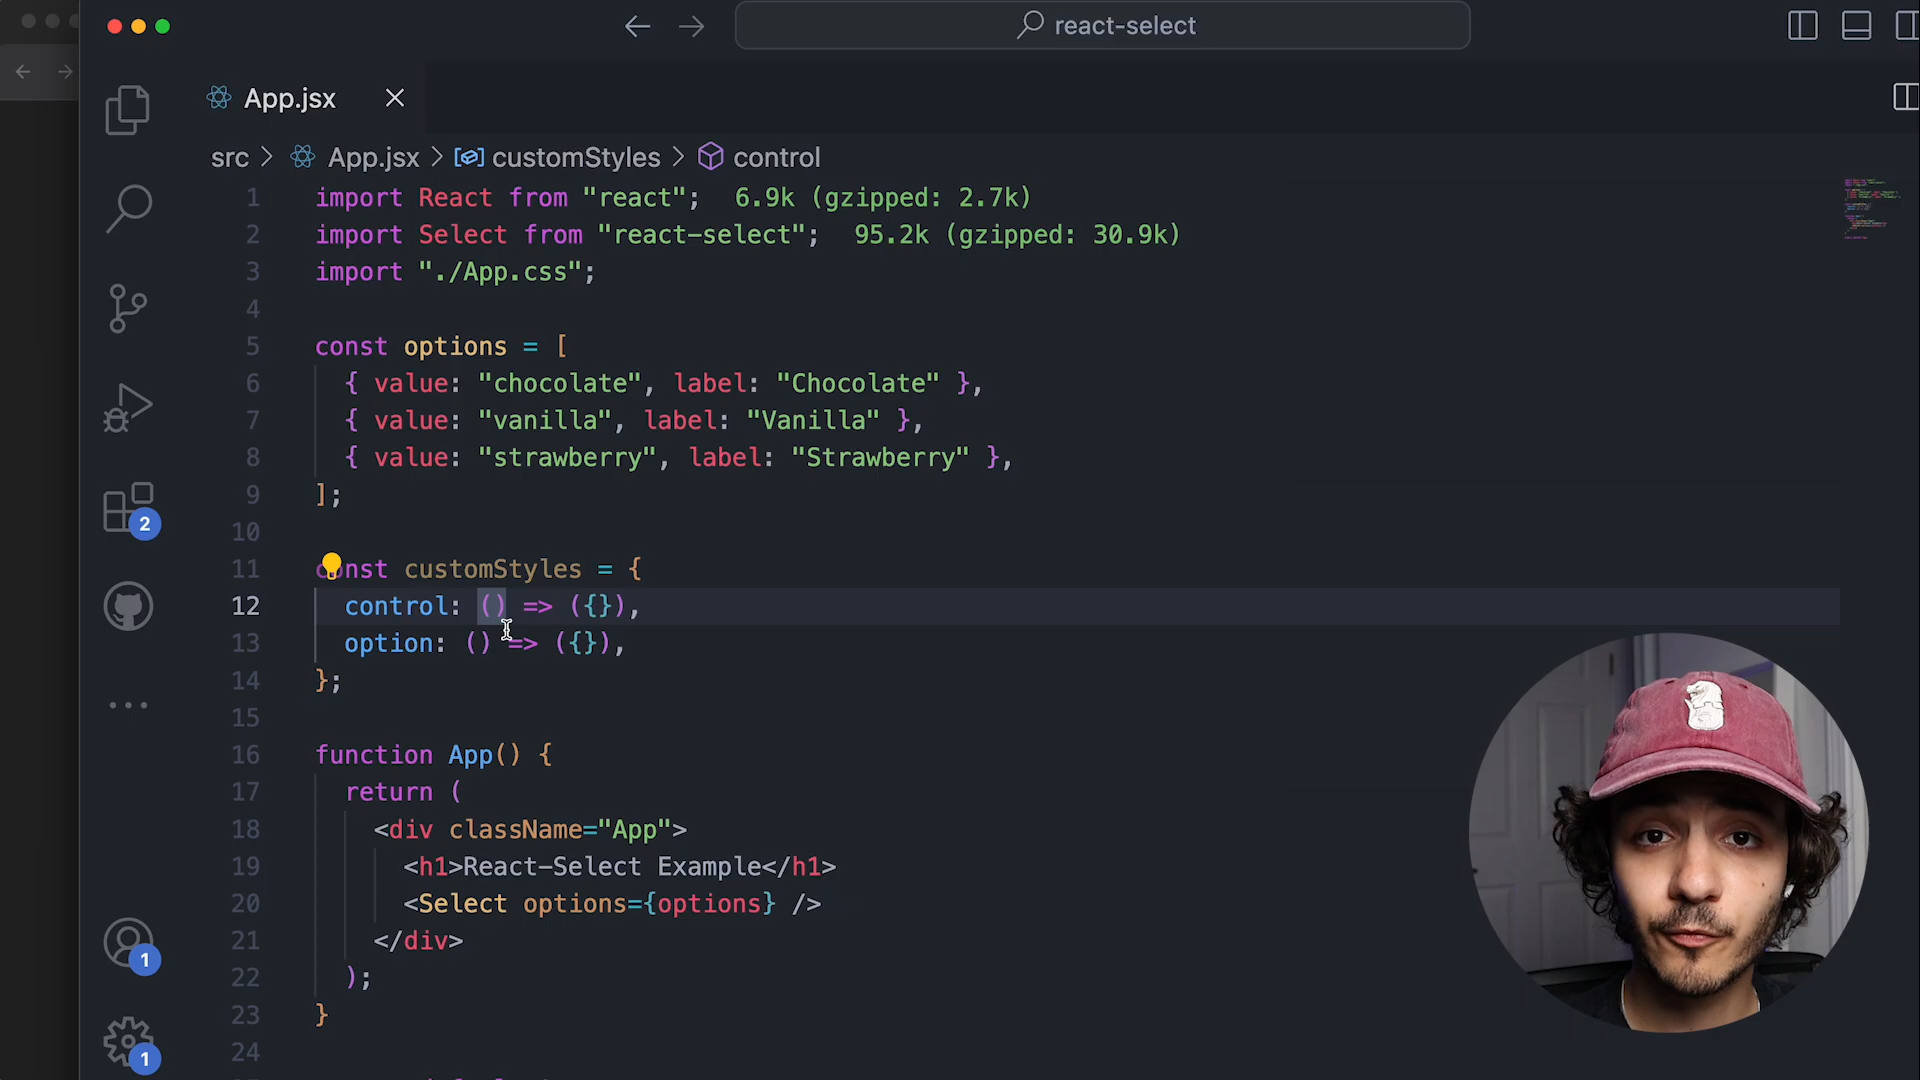 react-select
App.jsx
src > App.jsx > customStyles > control
1 import React from "react"; 6.9k (gzipped: 2.7k)
2 import Select from "react-select"; 95.2k (gzipped: 30.9k)
3 import "./App.css";
4
5 const options = [
6 { value: "chocolate", label: "Chocolate" },
7 { value: "vanilla", label: "Vanilla" },
8 { value: "strawberry", label: "Strawberry" },
9 ];
10
11 const customStyles = {
12 control: () => ({}),
13 option: () => ({}),
14 };
15
16 function App() {
17 return (
18 <div className="App">
19 <h1>React-Select Example</h1>
20 <Select options={options} />
21 </div>
22 );
23 }
24
2
1
1